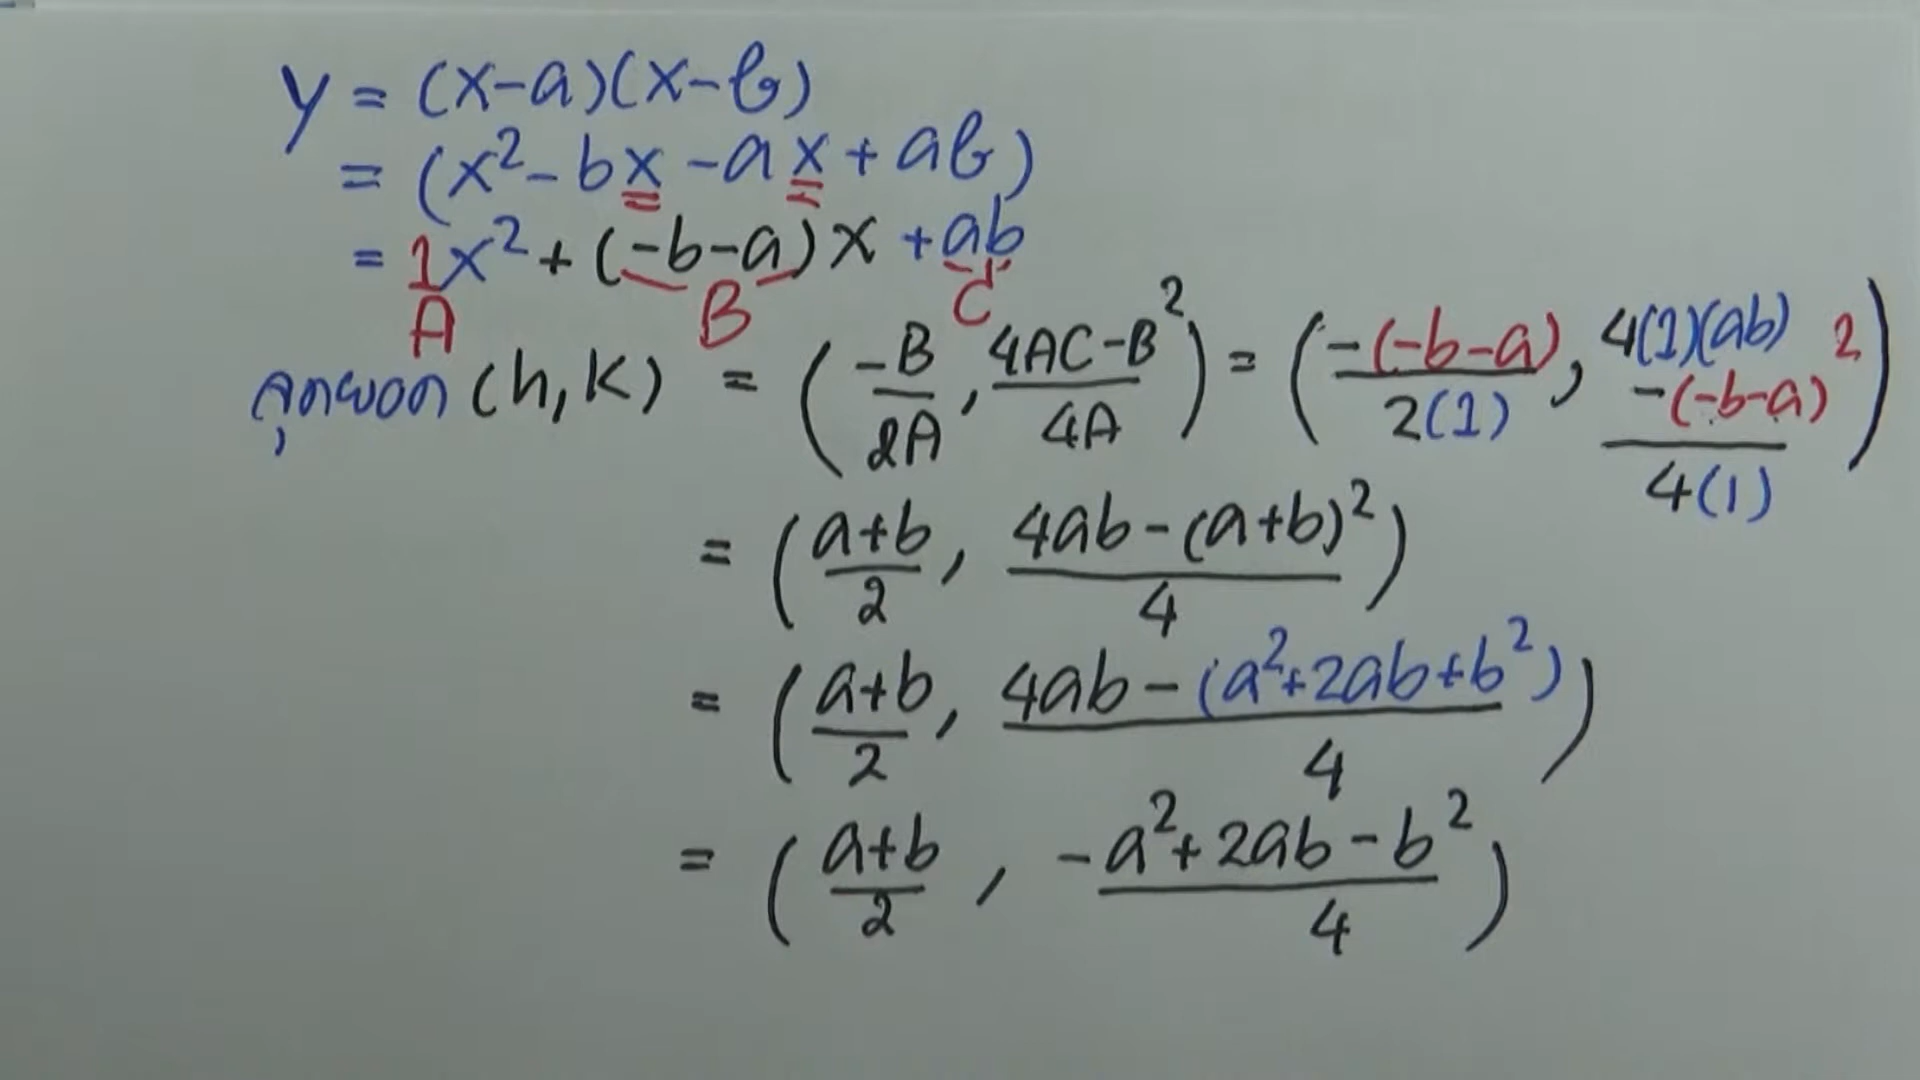 y = (x-a)(x-b)
= (x²-bx-ax+ab)
= 1x²+(-b-a)x+ab
A B C
จุดยอด (h,k) = (-B/2A, (4AC-B²)/4A) = (-(-b-a)/2(1), (4(1)(ab)-(-b-a)²)/4(1))
= ((a+b)/2, (4ab-(a+b)²)/4)
= ((a+b)/2, (4ab-(a²+2ab+b²))/4)
= ((a+b)/2, (-a²+2ab-b²)/4)